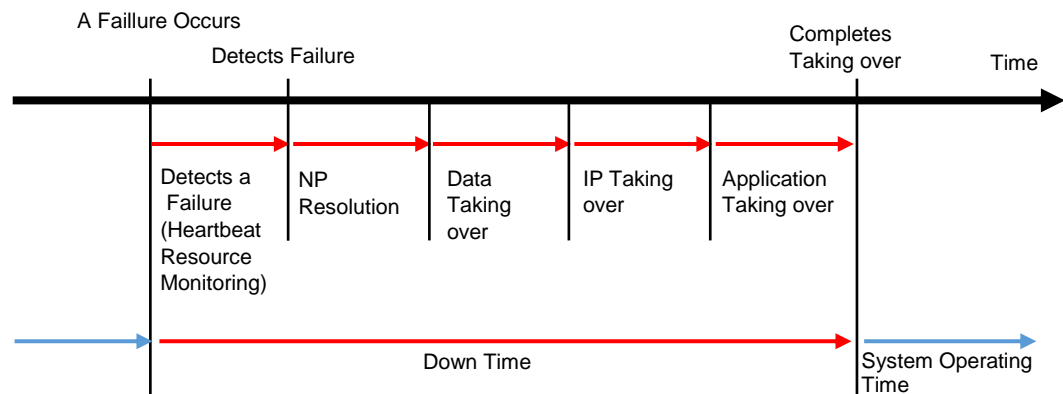 A Faillure Occurs
Detects Failure
Completes
Taking over
Time
Detects a
Failure
(Heartbeat
Resource
Monitoring)
NP
Resolution
Data
Taking
over
IP Taking
over
Application
Taking over
Down Time
System Operating
Time